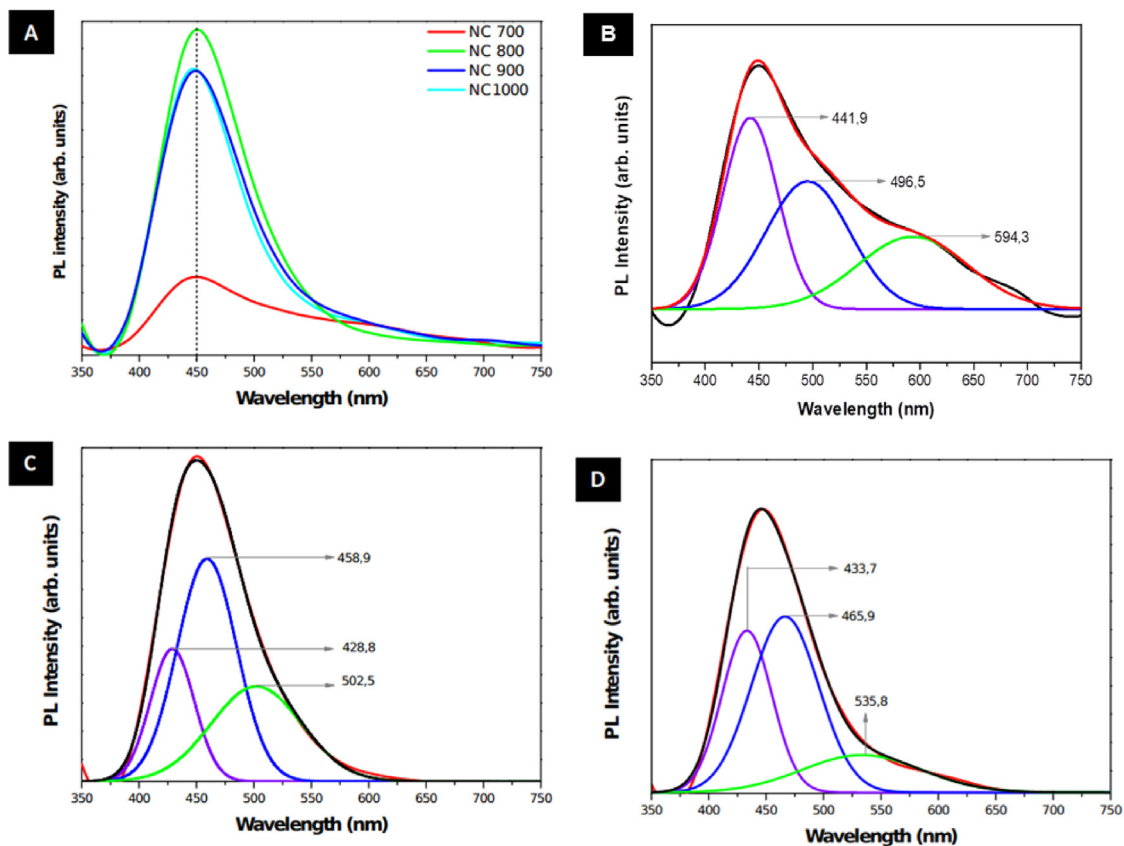 A
NC 700
NC 800
NC 900
NC1000
PL intensity (arb. units)
350 400 450 500 550 600 650 700 750
Wavelength (nm)
B
441,9
496,5
594,3
PL Intensity (arb. units)
350 400 450 500 550 600 650 700 750
Wavelength (nm)
C
458,9
428,8
502,5
PL Intensity (arb. units)
350 400 450 500 550 600 650 700 750
Wavelength (nm)
D
433,7
465,9
535,8
PL Intensity (arb. units)
350 400 450 500 550 600 650 700 750
Wavelength (nm)